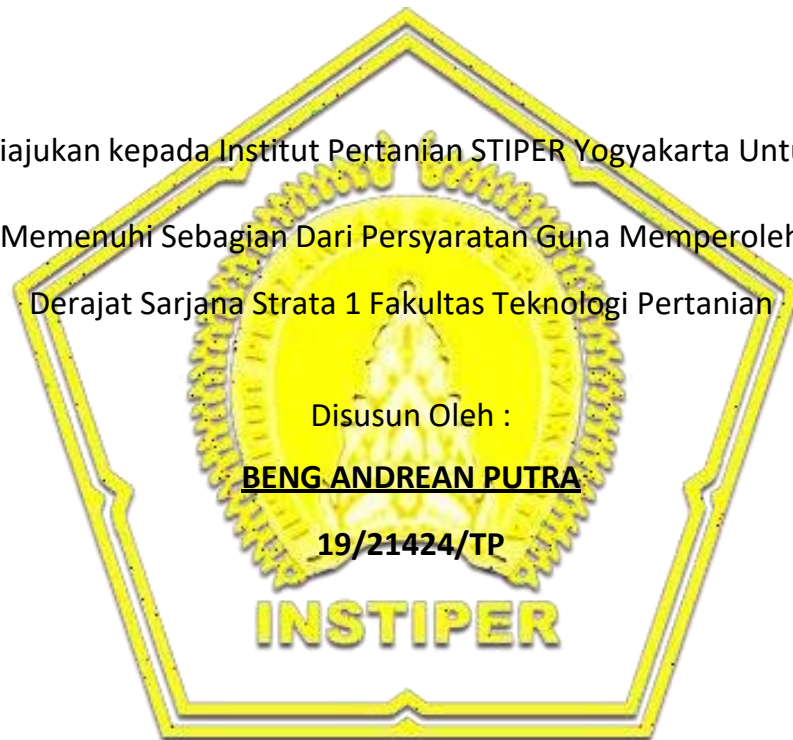 iajukan kepada Institut Pertanian STIPER Yogyakarta Untu
Memenuhi Sebagian Dari Persyaratan Guna Memperoleh
Derajat Sarjana Strata 1 Fakultas Teknologi Pertanian
Disusun Oleh :
BENG ANDREAN PUTRA
19/21424/TP
INSTIPER